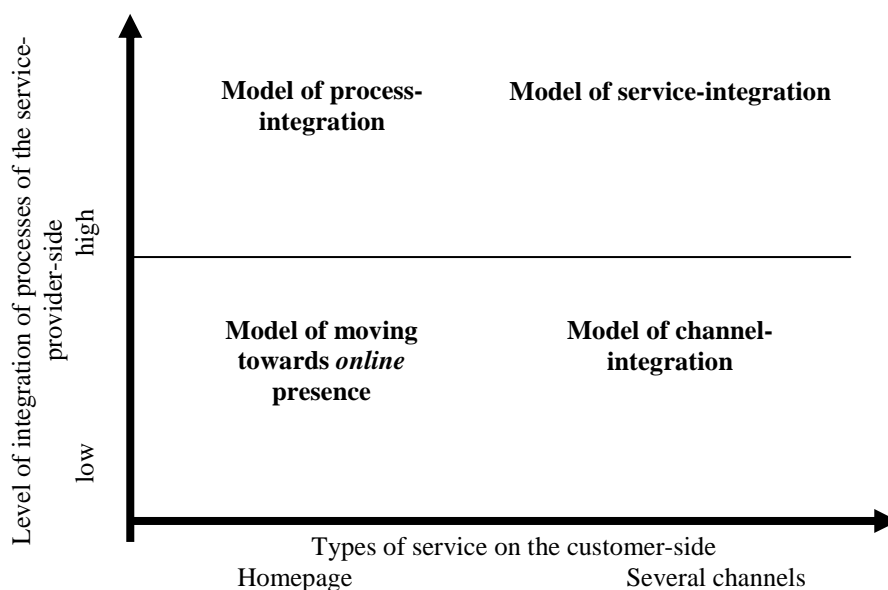 Level of integration of processes of the service-
provider-side
high
low
Model of process-
integration
Model of service-integration
Model of moving
towards online
presence
Model of channel-
integration
Types of service on the customer-side
Homepage
Several channels